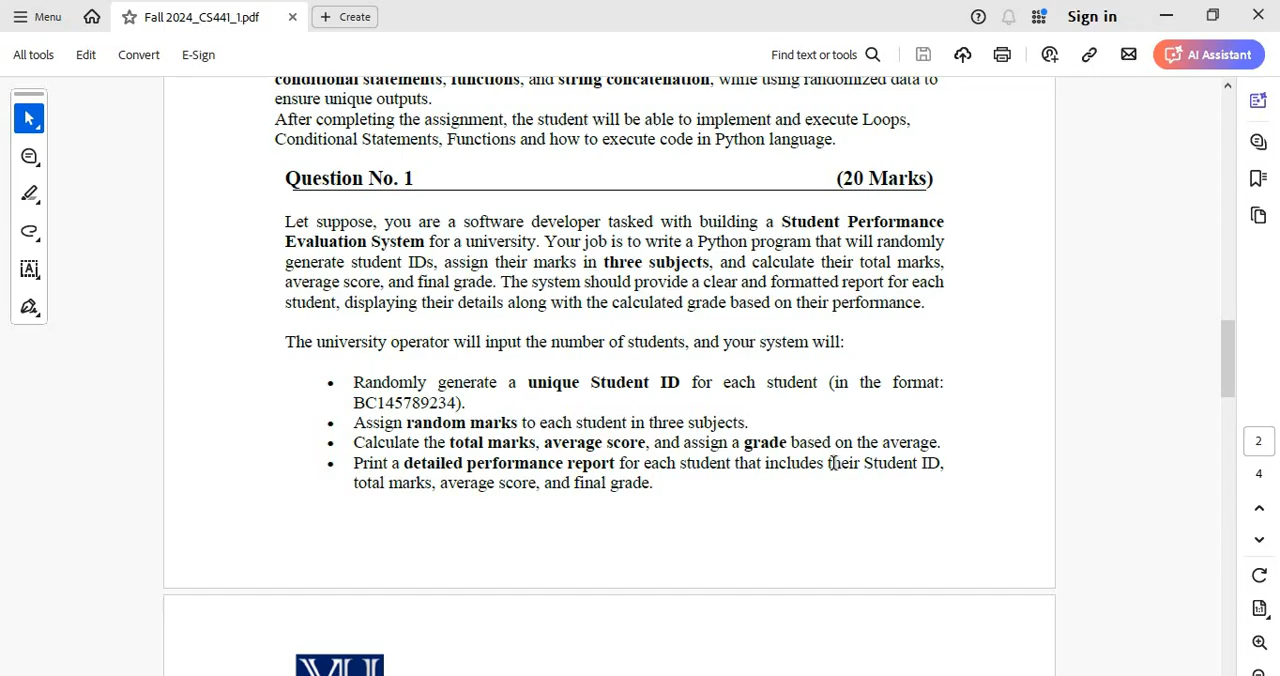 Menu
Fall 2024_CS441_1.pdf
Create
Sign in
All tools
Edit
Convert
E-Sign
Find text or tools
AI Assistant
conditional statements, functions, and string concatenation, while using randomized data to
ensure unique outputs.
After completing the assignment, the student will be able to implement and execute Loops,
Conditional Statements, Functions and how to execute code in Python language.
Question No. 1 (20 Marks)
Let suppose, you are a software developer tasked with building a Student Performance
Evaluation System for a university. Your job is to write a Python program that will randomly
generate student IDs, assign their marks in three subjects, and calculate their total marks,
average score, and final grade. The system should provide a clear and formatted report for each
student, displaying their details along with the calculated grade based on their performance.
The university operator will input the number of students, and your system will:
• Randomly generate a unique Student ID for each student (in the format:
BC145789234).
• Assign random marks to each student in three subjects.
• Calculate the total marks, average score, and assign a grade based on the average.
• Print a detailed performance report for each student that includes their Student ID,
total marks, average score, and final grade.
2
4
1:1
VU